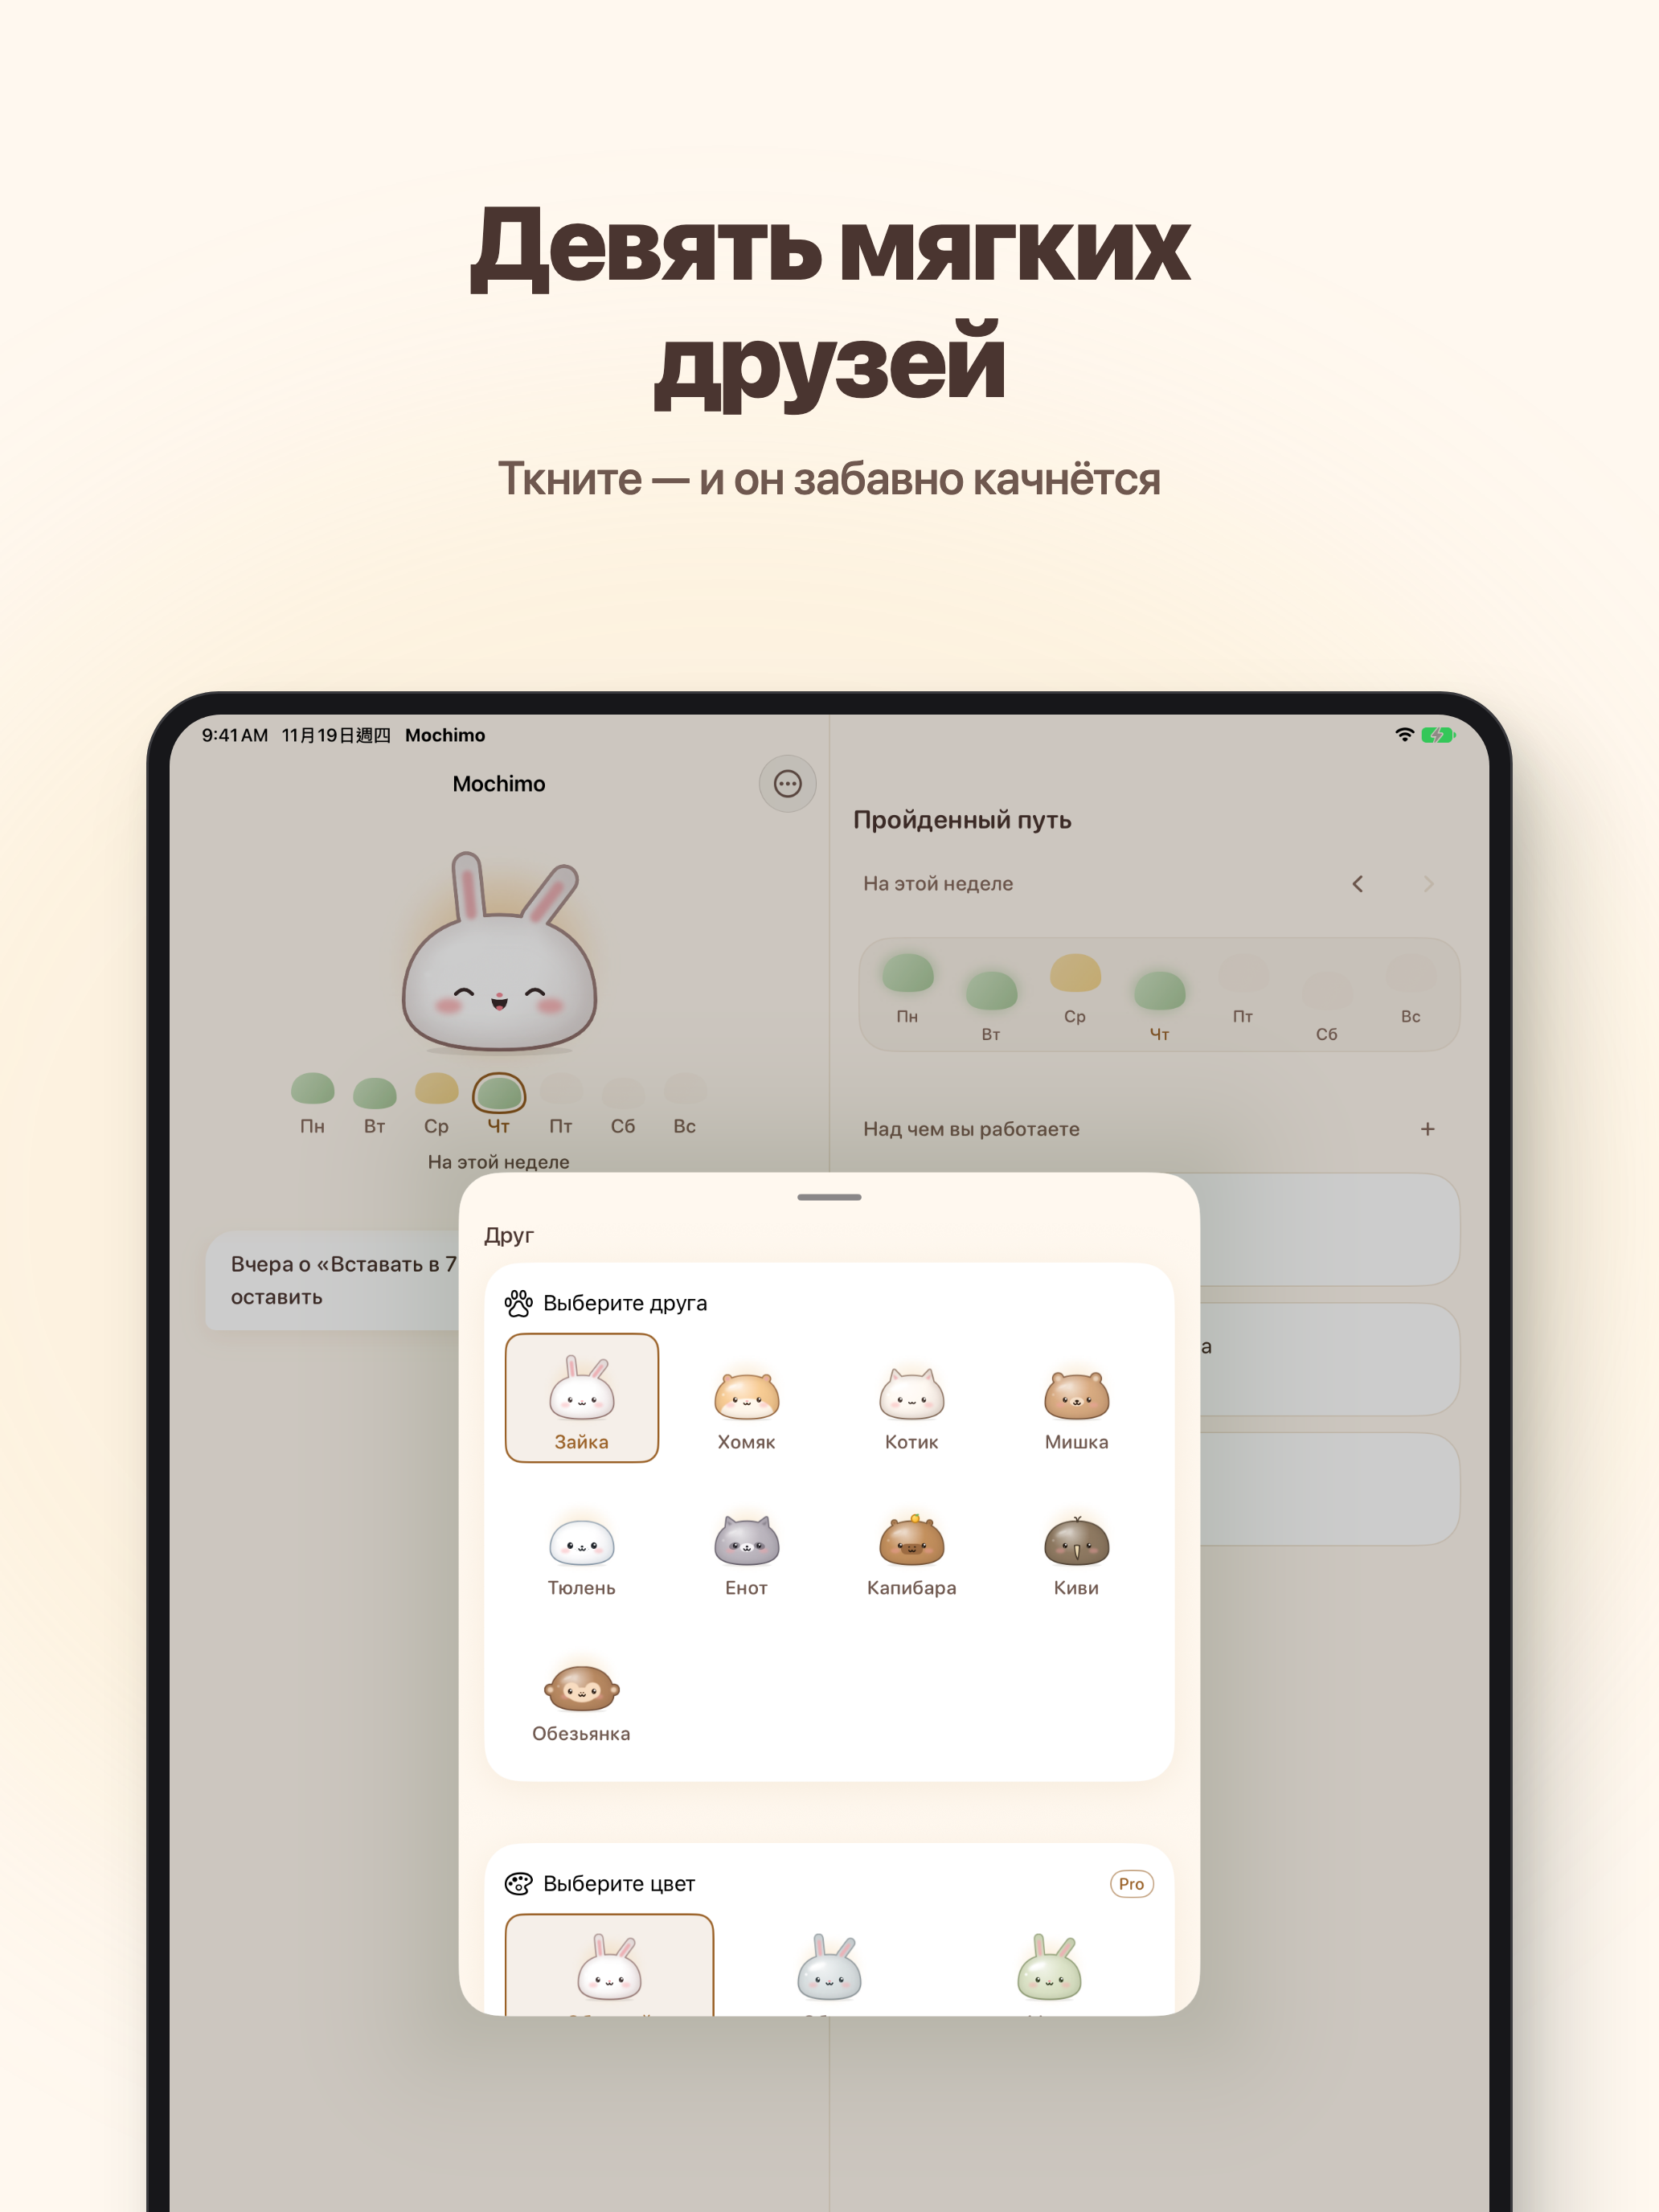 Девять мягких
друзей
Ткните — и он забавно качнётся
9:41 AM 11月19日週四 Mochimo
Mochimo
Пн Вт Ср Чт Пт Сб Вс
На этой неделе
Вчера о «Вставать в 7
оставить
Пройденный путь
На этой неделе
Пн Вт Ср Чт Пт Сб Вс
Над чем вы работаете +
а
Друг
Выберите друга
Зайка Хомяк Котик Мишка
Тюлень Енот Капибара Киви
Обезьянка
Выберите цвет Pro